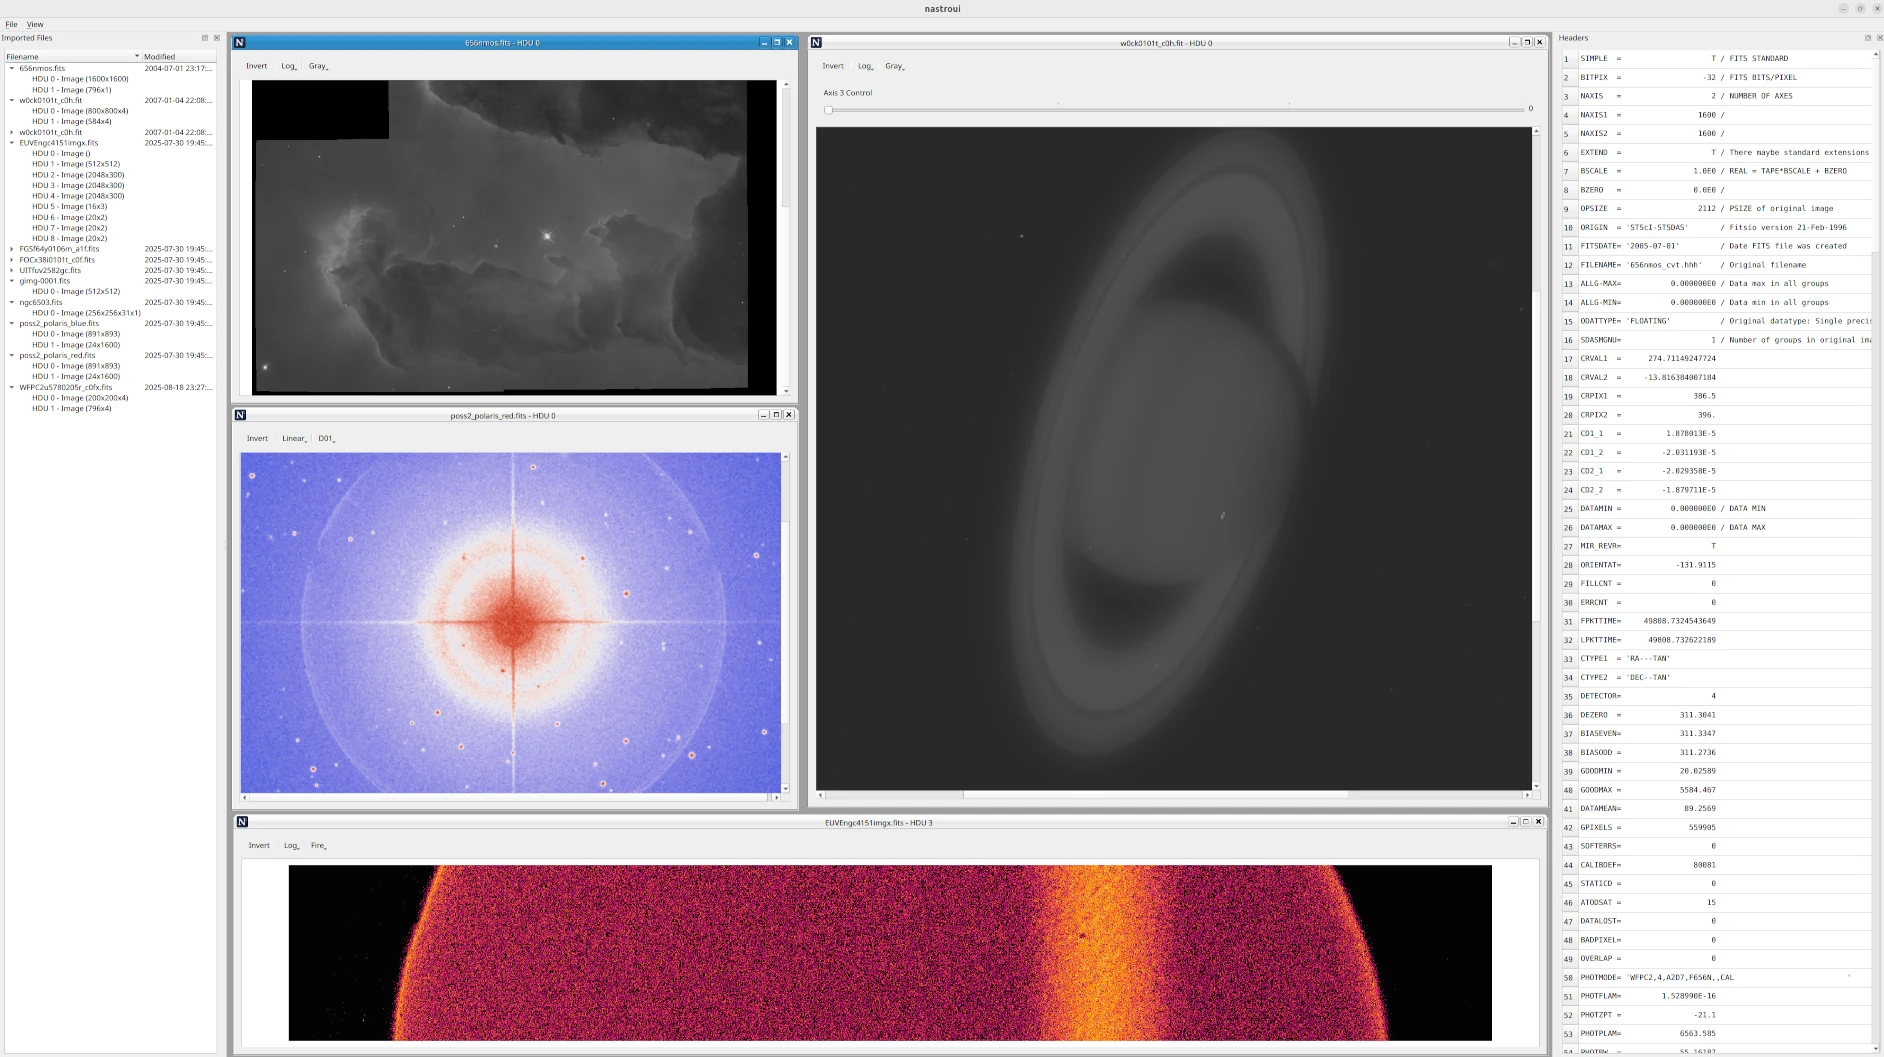 nastroui
File View
Imported Files
Filename Modified
656nmos.fits 2004-07-01 23:17:...
HDU 0 - Image (1600x1600)
HDU 1 - Image (796x1)
w0ck0101t_c0h.fit 2007-01-04 22:08:...
HDU 0 - Image (800x800x4)
HDU 1 - Image (584x4)
w0ck0101t_c0h.fit 2007-01-04 22:08:...
EUVEngc4151imgx.fits 2025-07-30 19:45:...
HDU 0 - Image ()
HDU 1 - Image (512x512)
HDU 2 - Image (2048x300)
HDU 3 - Image (2048x300)
HDU 4 - Image (2048x300)
HDU 5 - Image (16x3)
HDU 6 - Image (20x2)
HDU 7 - Image (20x2)
HDU 8 - Image (20x2)
FGSf64y0106m_a1f.fits 2025-07-30 19:45:...
FOCx38i0101t_c0f.fits 2025-07-30 19:45:...
UITfuv2582gc.fits 2025-07-30 19:45:...
gimg-0001.fits 2025-07-30 19:45:...
HDU 0 - Image (512x512)
ngc6503.fits 2025-07-30 19:45:...
HDU 0 - Image (256x256x31x1)
poss2_polaris_blue.fits 2025-07-30 19:45:...
HDU 0 - Image (891x893)
HDU 1 - Image (24x1600)
poss2_polaris_red.fits 2025-07-30 19:45:...
HDU 0 - Image (891x893)
HDU 1 - Image (24x1600)
WFPC2u5780205r_c0fx.fits 2025-08-18 23:27:...
HDU 0 - Image (200x200x4)
HDU 1 - Image (796x4)
N 656nmos.fits - HDU 0
Invert Log Gray
N poss2_polaris_red.fits - HDU 0
Invert Linear D01
N w0ck0101t_c0h.fit - HDU 0
Invert Log Gray
Axis 3 Control
0
N EUVEngc4151imgx.fits - HDU 3
Invert Log Fire
Headers
1 SIMPLE = T / FITS STANDARD
2 BITPIX = -32 / FITS BITS/PIXEL
3 NAXIS = 2 / NUMBER OF AXES
4 NAXIS1 = 1600 /
5 NAXIS2 = 1600 /
6 EXTEND = T / There maybe standard extensions
7 BSCALE = 1.0E0 / REAL = TAPE*BSCALE + BZERO
8 BZERO = 0.0E0 /
9 OPSIZE = 2112 / PSIZE of original image
10 ORIGIN = 'STScI-STSDAS' / Fitsio version 21-Feb-1996
11 FITSDATE= '2005-07-01' / Date FITS file was created
12 FILENAME= '656nmos_cvt.hhh' / Original filename
13 ALLG-MAX= 0.000000E0 / Data max in all groups
14 ALLG-MIN= 0.000000E0 / Data min in all groups
15 ODATTYPE= 'FLOATING' / Original datatype: Single precis
16 SDASMGNU= 1 / Number of groups in original ima
17 CRVAL1 = 274.71149247724
18 CRVAL2 = -13.816384007184
19 CRPIX1 = 386.5
20 CRPIX2 = 396.
21 CD1_1 = 1.878013E-5
22 CD1_2 = -2.031193E-5
23 CD2_1 = -2.029358E-5
24 CD2_2 = -1.879711E-5
25 DATAMIN = 0.000000E0 / DATA MIN
26 DATAMAX = 0.000000E0 / DATA MAX
27 MIR_REVR= T
28 ORIENTAT= -131.9115
29 FILLCNT = 0
30 ERRCNT = 0
31 FPKTTIME= 49808.7324543649
32 LPKTTIME= 49808.732622189
33 CTYPE1 = 'RA---TAN'
34 CTYPE2 = 'DEC--TAN'
35 DETECTOR= 4
36 DEZERO = 311.3041
37 BIASEVEN= 311.3347
38 BIASODD = 311.2736
39 GOODMIN = 20.02589
40 GOODMAX = 5584.467
41 DATAMEAN= 89.2569
42 GPIXELS = 559905
43 SOFTERRS= 0
44 CALIBDEF= 80081
45 STATICD = 0
46 ATODSAT = 15
47 DATALOST= 0
48 BADPIXEL= 0
49 OVERLAP = 0
50 PHOTMODE= 'WFPC2,4,A2D7,F656N,,CAL '
51 PHOTFLAM= 1.528990E-16
52 PHOTZPT = -21.1
53 PHOTPLAM= 6563.585
54 PHOTBW = 55.16187